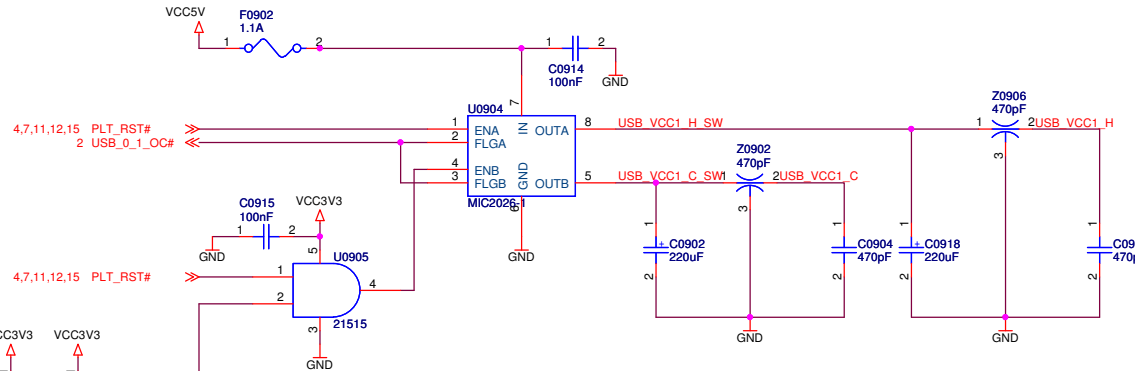 VCC5V
F0902
1.1A
1 2
1 2
C0914
100nF
GND
7
U0904
4,7,11,12,15 PLT_RST#
1 ENA IN OUTA 8 USB_VCC1_H_SW
2 USB_0_1_OC#
2 FLGA
4 ENB GND
3 FLGB OUTB 5 USB_VCC1_C_SW
MIC2026-1
6
GND
Z0902
470pF
1 2 USB_VCC1_C
3
Z0906
470pF
1 2 USB_VCC1_H
3
1 + C0902
220uF
2
1 C0904
470pF
2
1 + C0918
220uF
2
1
2
GND
GND
C0915
100nF
1 2
GND
VCC3V3
5
U0905
4,7,11,12,15 PLT_RST#
1
2
4
21515
3
GND
VCC3V3